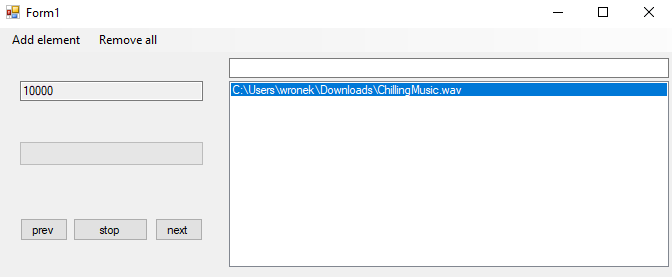 Form1
Add element Remove all
10000
C:\Users\wronek\Downloads\ChillingMusic.wav
prev stop next